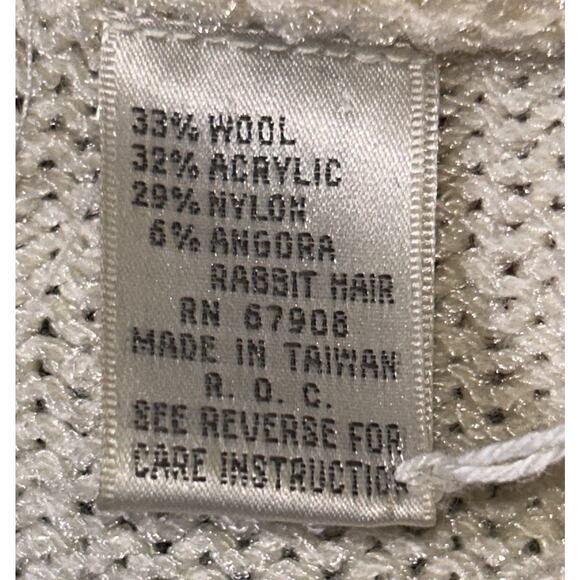 33% WOOL
32% ACRYLIC
29% NYLON
6% ANGORA
RABBIT HAIR
RN 67908
MADE IN TAIWAN
R. O. C.
SEE REVERSE FOR
CARE INSTRUCTION